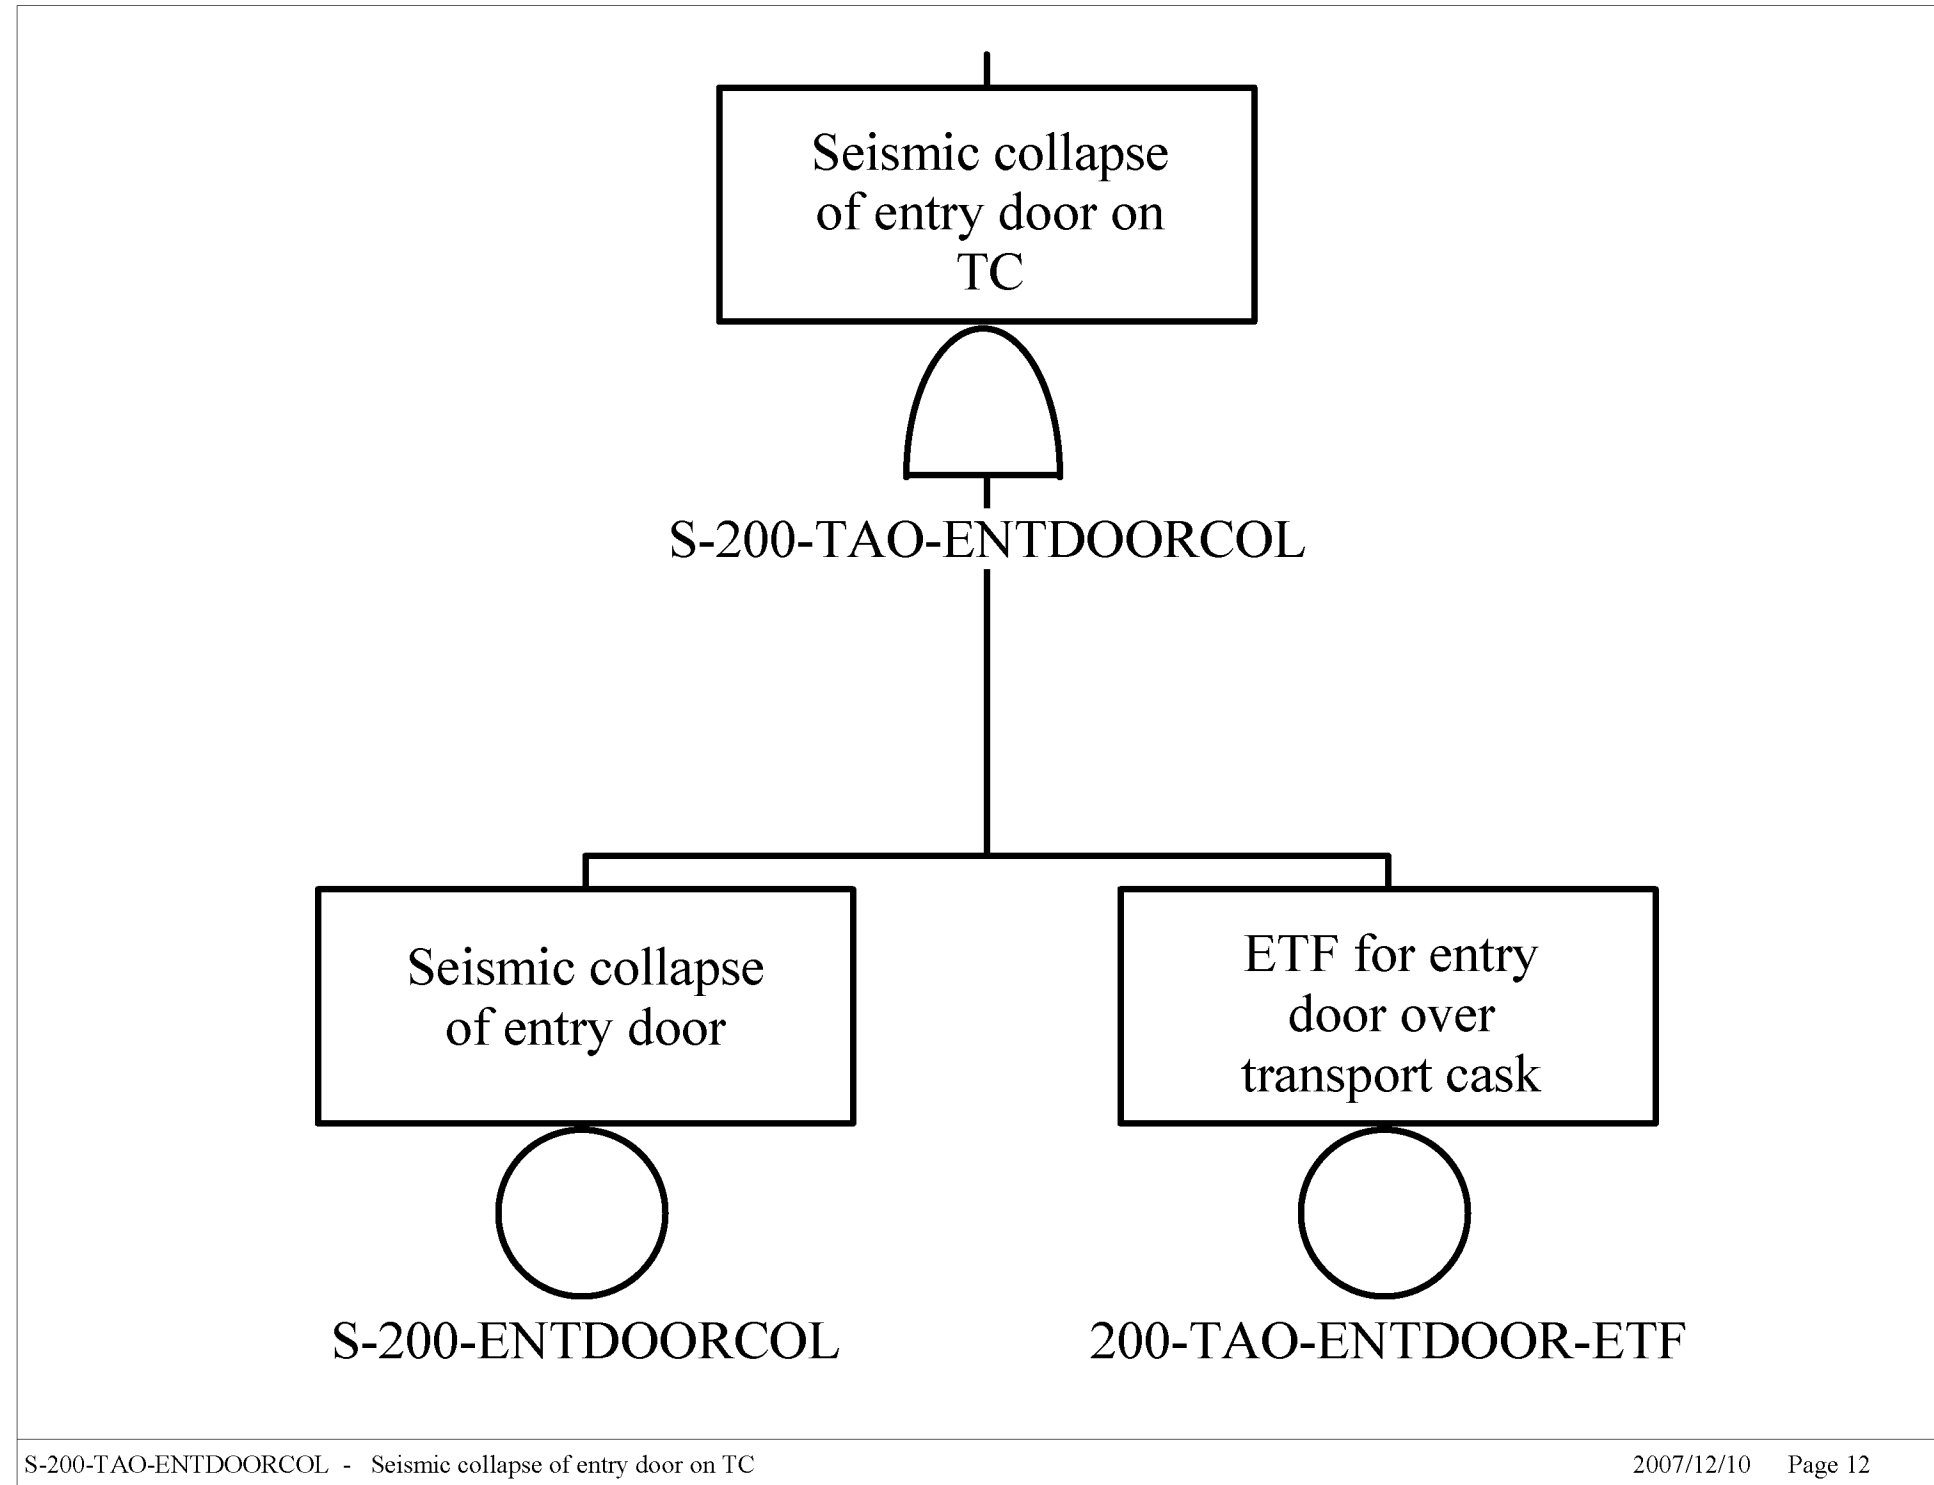 Seismic collapse
of entry door on
TC
S-200-TAO-ENTDOORCOL
Seismic collapse
of entry door
ETF for entry
door over
transport cask
S-200-ENTDOORCOL
200-TAO-ENTDOOR-ETF
S-200-TAO-ENTDOORCOL - Seismic collapse of entry door on TC
2007/12/10 Page 12